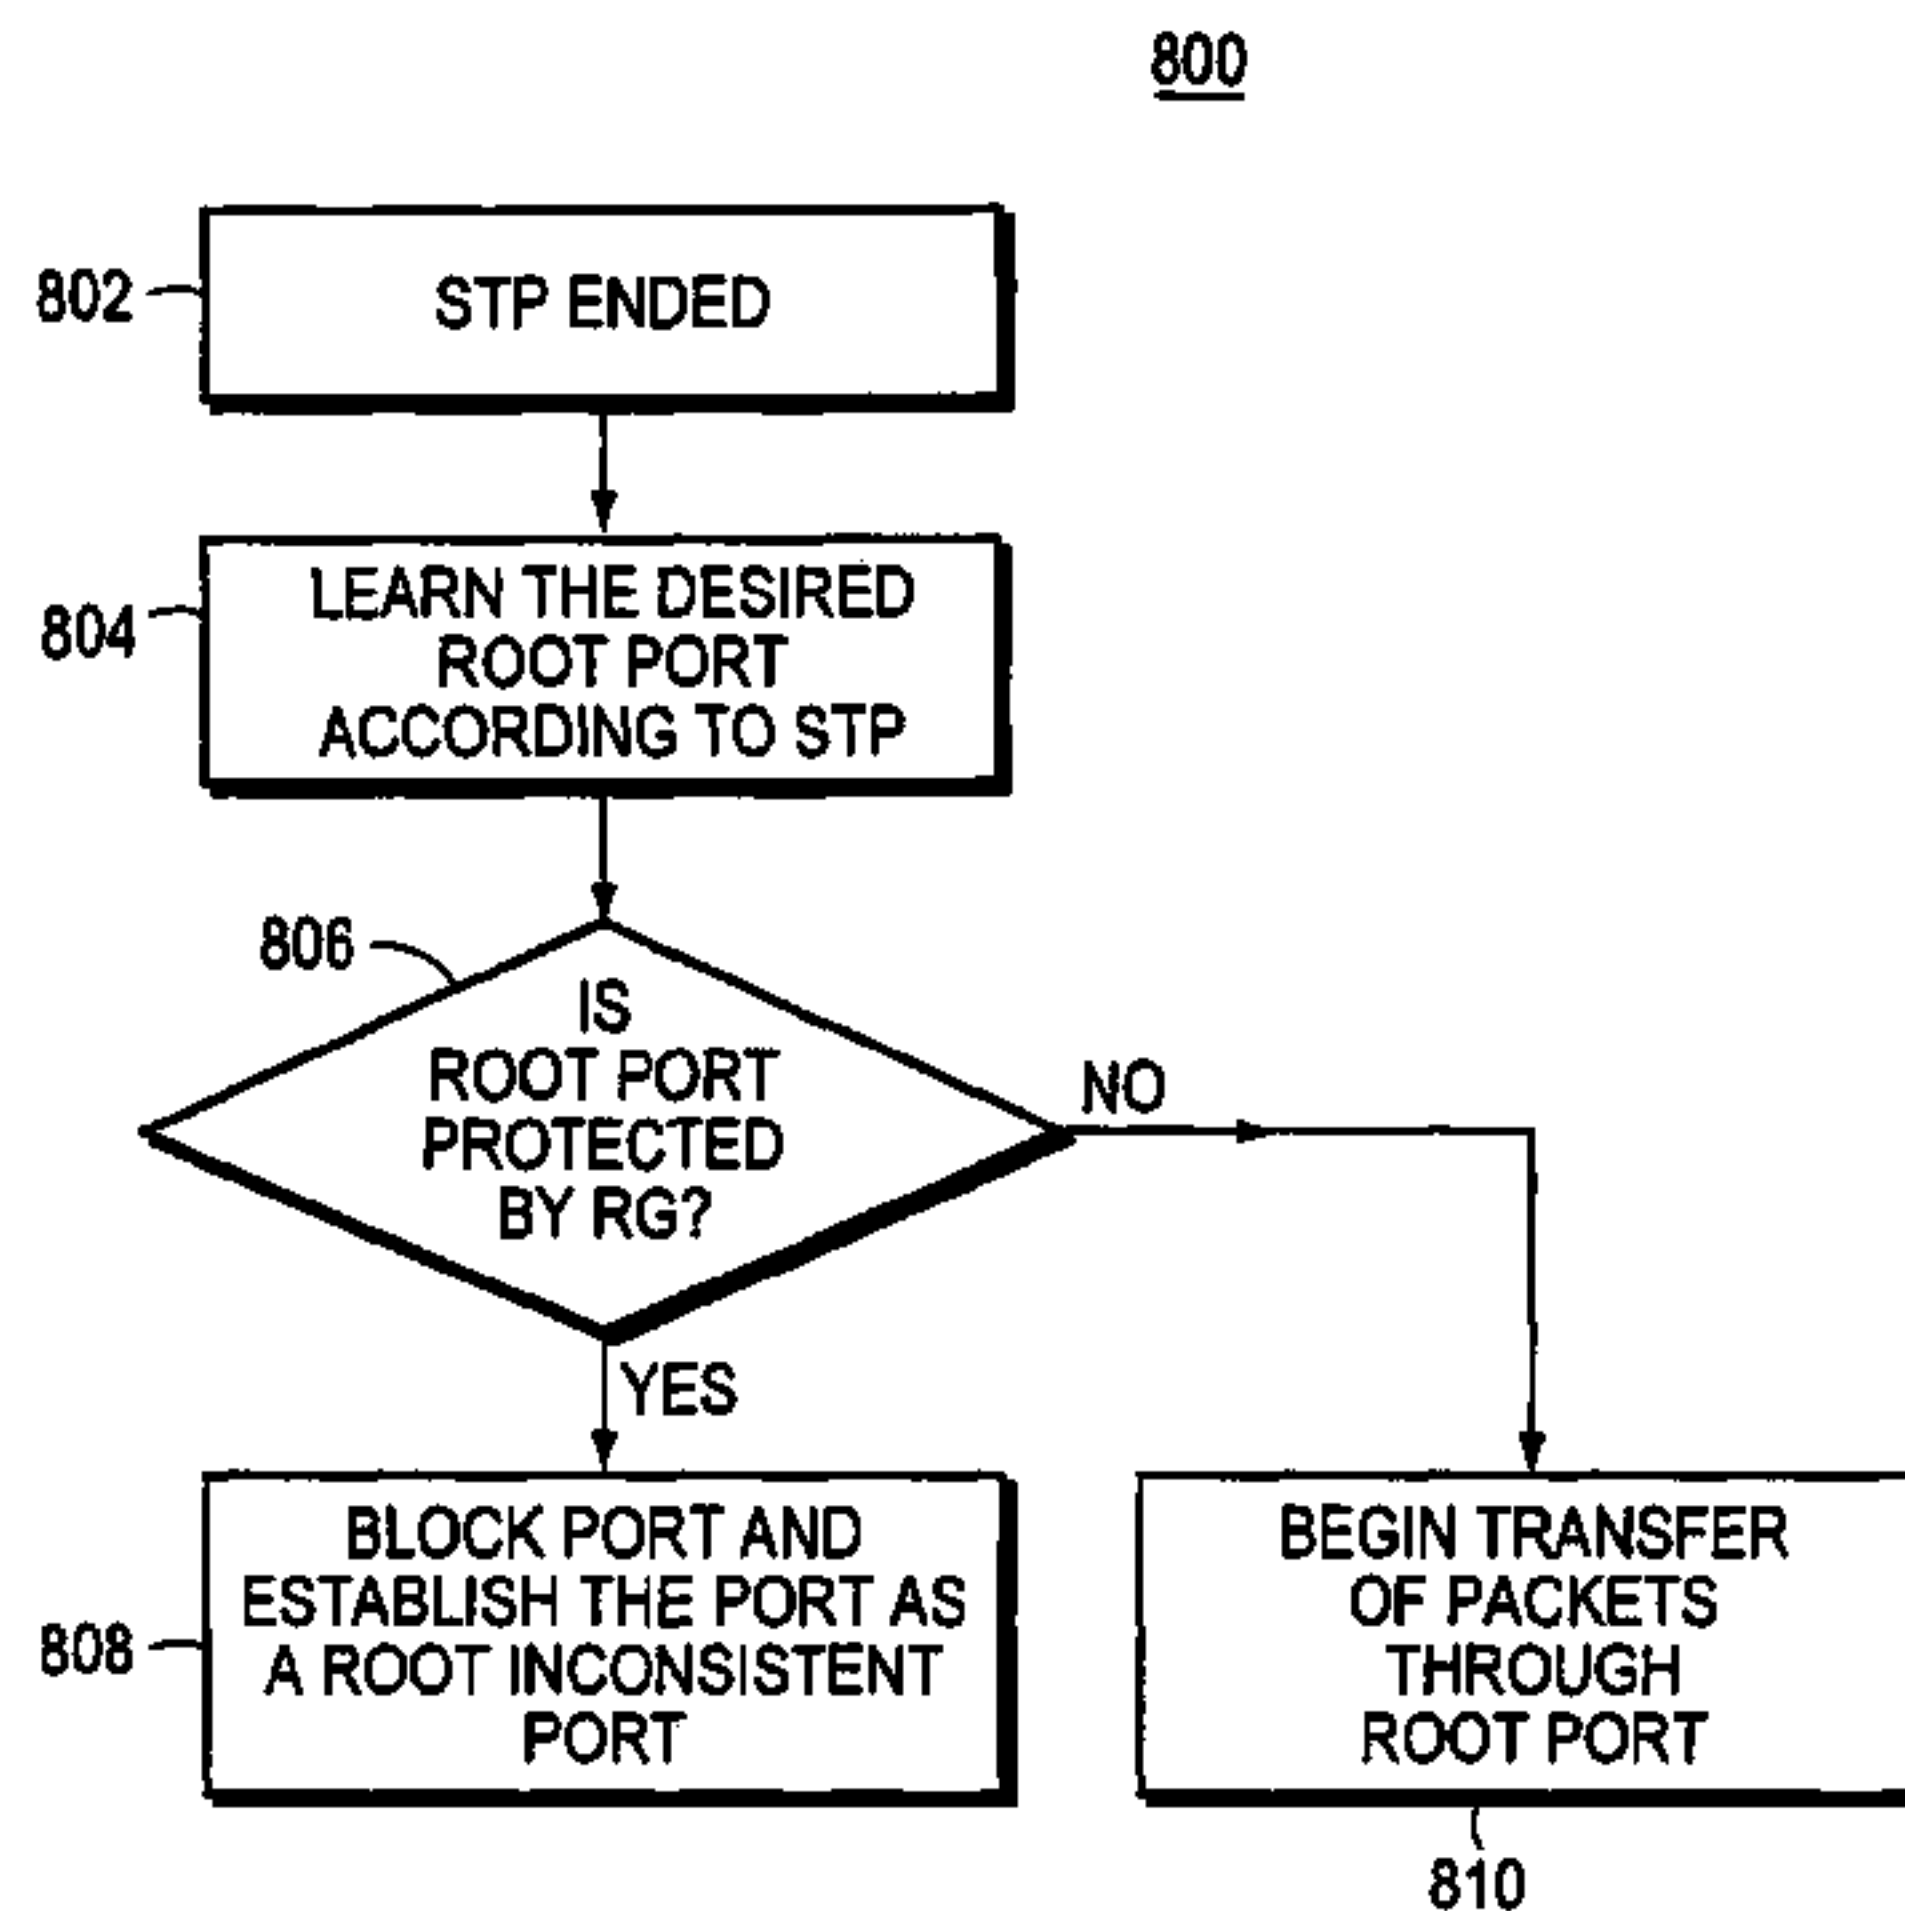 800
802
STP ENDED
804
LEARN THE DESIRED
ROOT PORT
ACCORDING TO STP
806
IS
ROOT PORT
PROTECTED
BY RG?
NO
YES
808
BLOCK PORT AND
ESTABLISH THE PORT AS
A ROOT INCONSISTENT
PORT
BEGIN TRANSFER
OF PACKETS
THROUGH
ROOT PORT
810